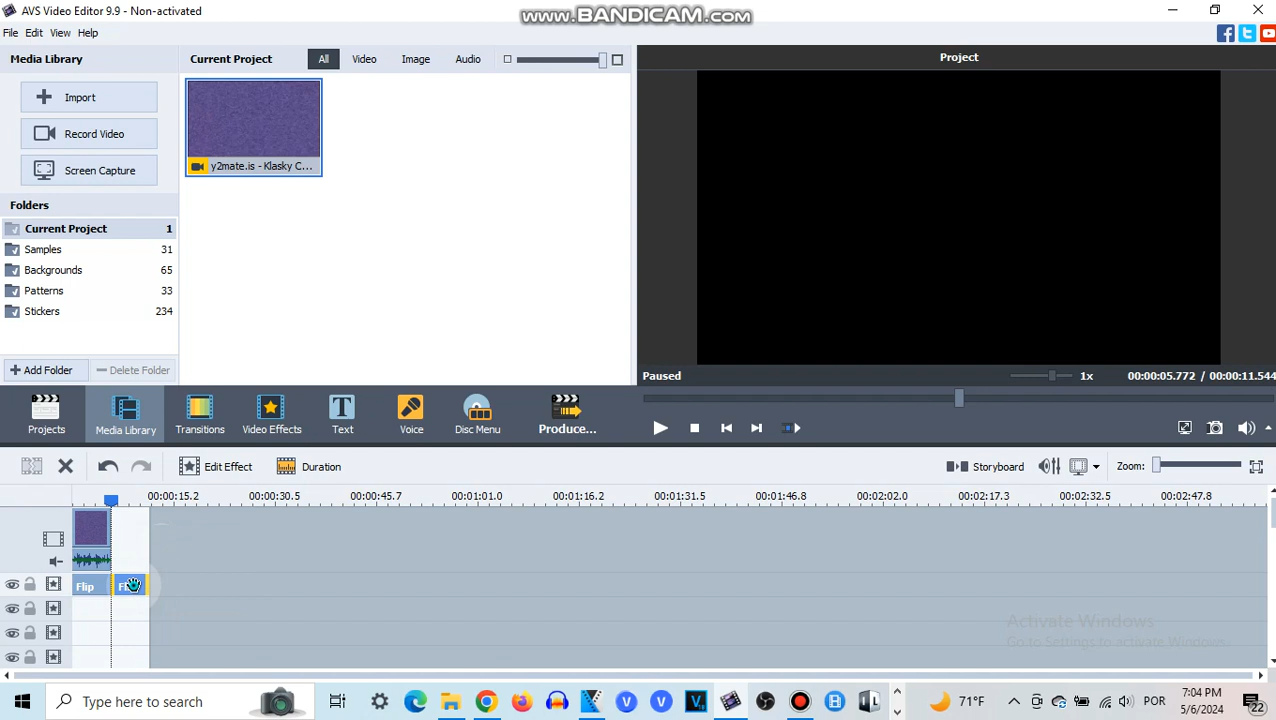 AVS Video Editor 9.9 - Non-activated
www.BANDICAM.com
File Edit View Help
Media Library
Current Project
All
Video
Image
Audio
Project
Import
Record Video
Screen Capture
y2mate.is - Klasky C...
Folders
Current Project 1
Samples 31
Backgrounds 65
Patterns 33
Stickers 234
Add Folder
Delete Folder
Paused
1x
00:00:05.772 / 00:00:11.544
Projects
Media Library
Transitions
Video Effects
Text
Voice
Disc Menu
Produce...
Edit Effect
Duration
Storyboard
Zoom:
00:00:15.2 00:00:30.5 00:00:45.7 00:01:01.0 00:01:16.2 00:01:31.5 00:01:46.8 00:02:02.0 00:02:17.3 00:02:32.5 00:02:47.8
Flip
Activate Windows
Go to Settings to activate Windows.
Type here to search
71°F
POR
7:04 PM
5/6/2024
22